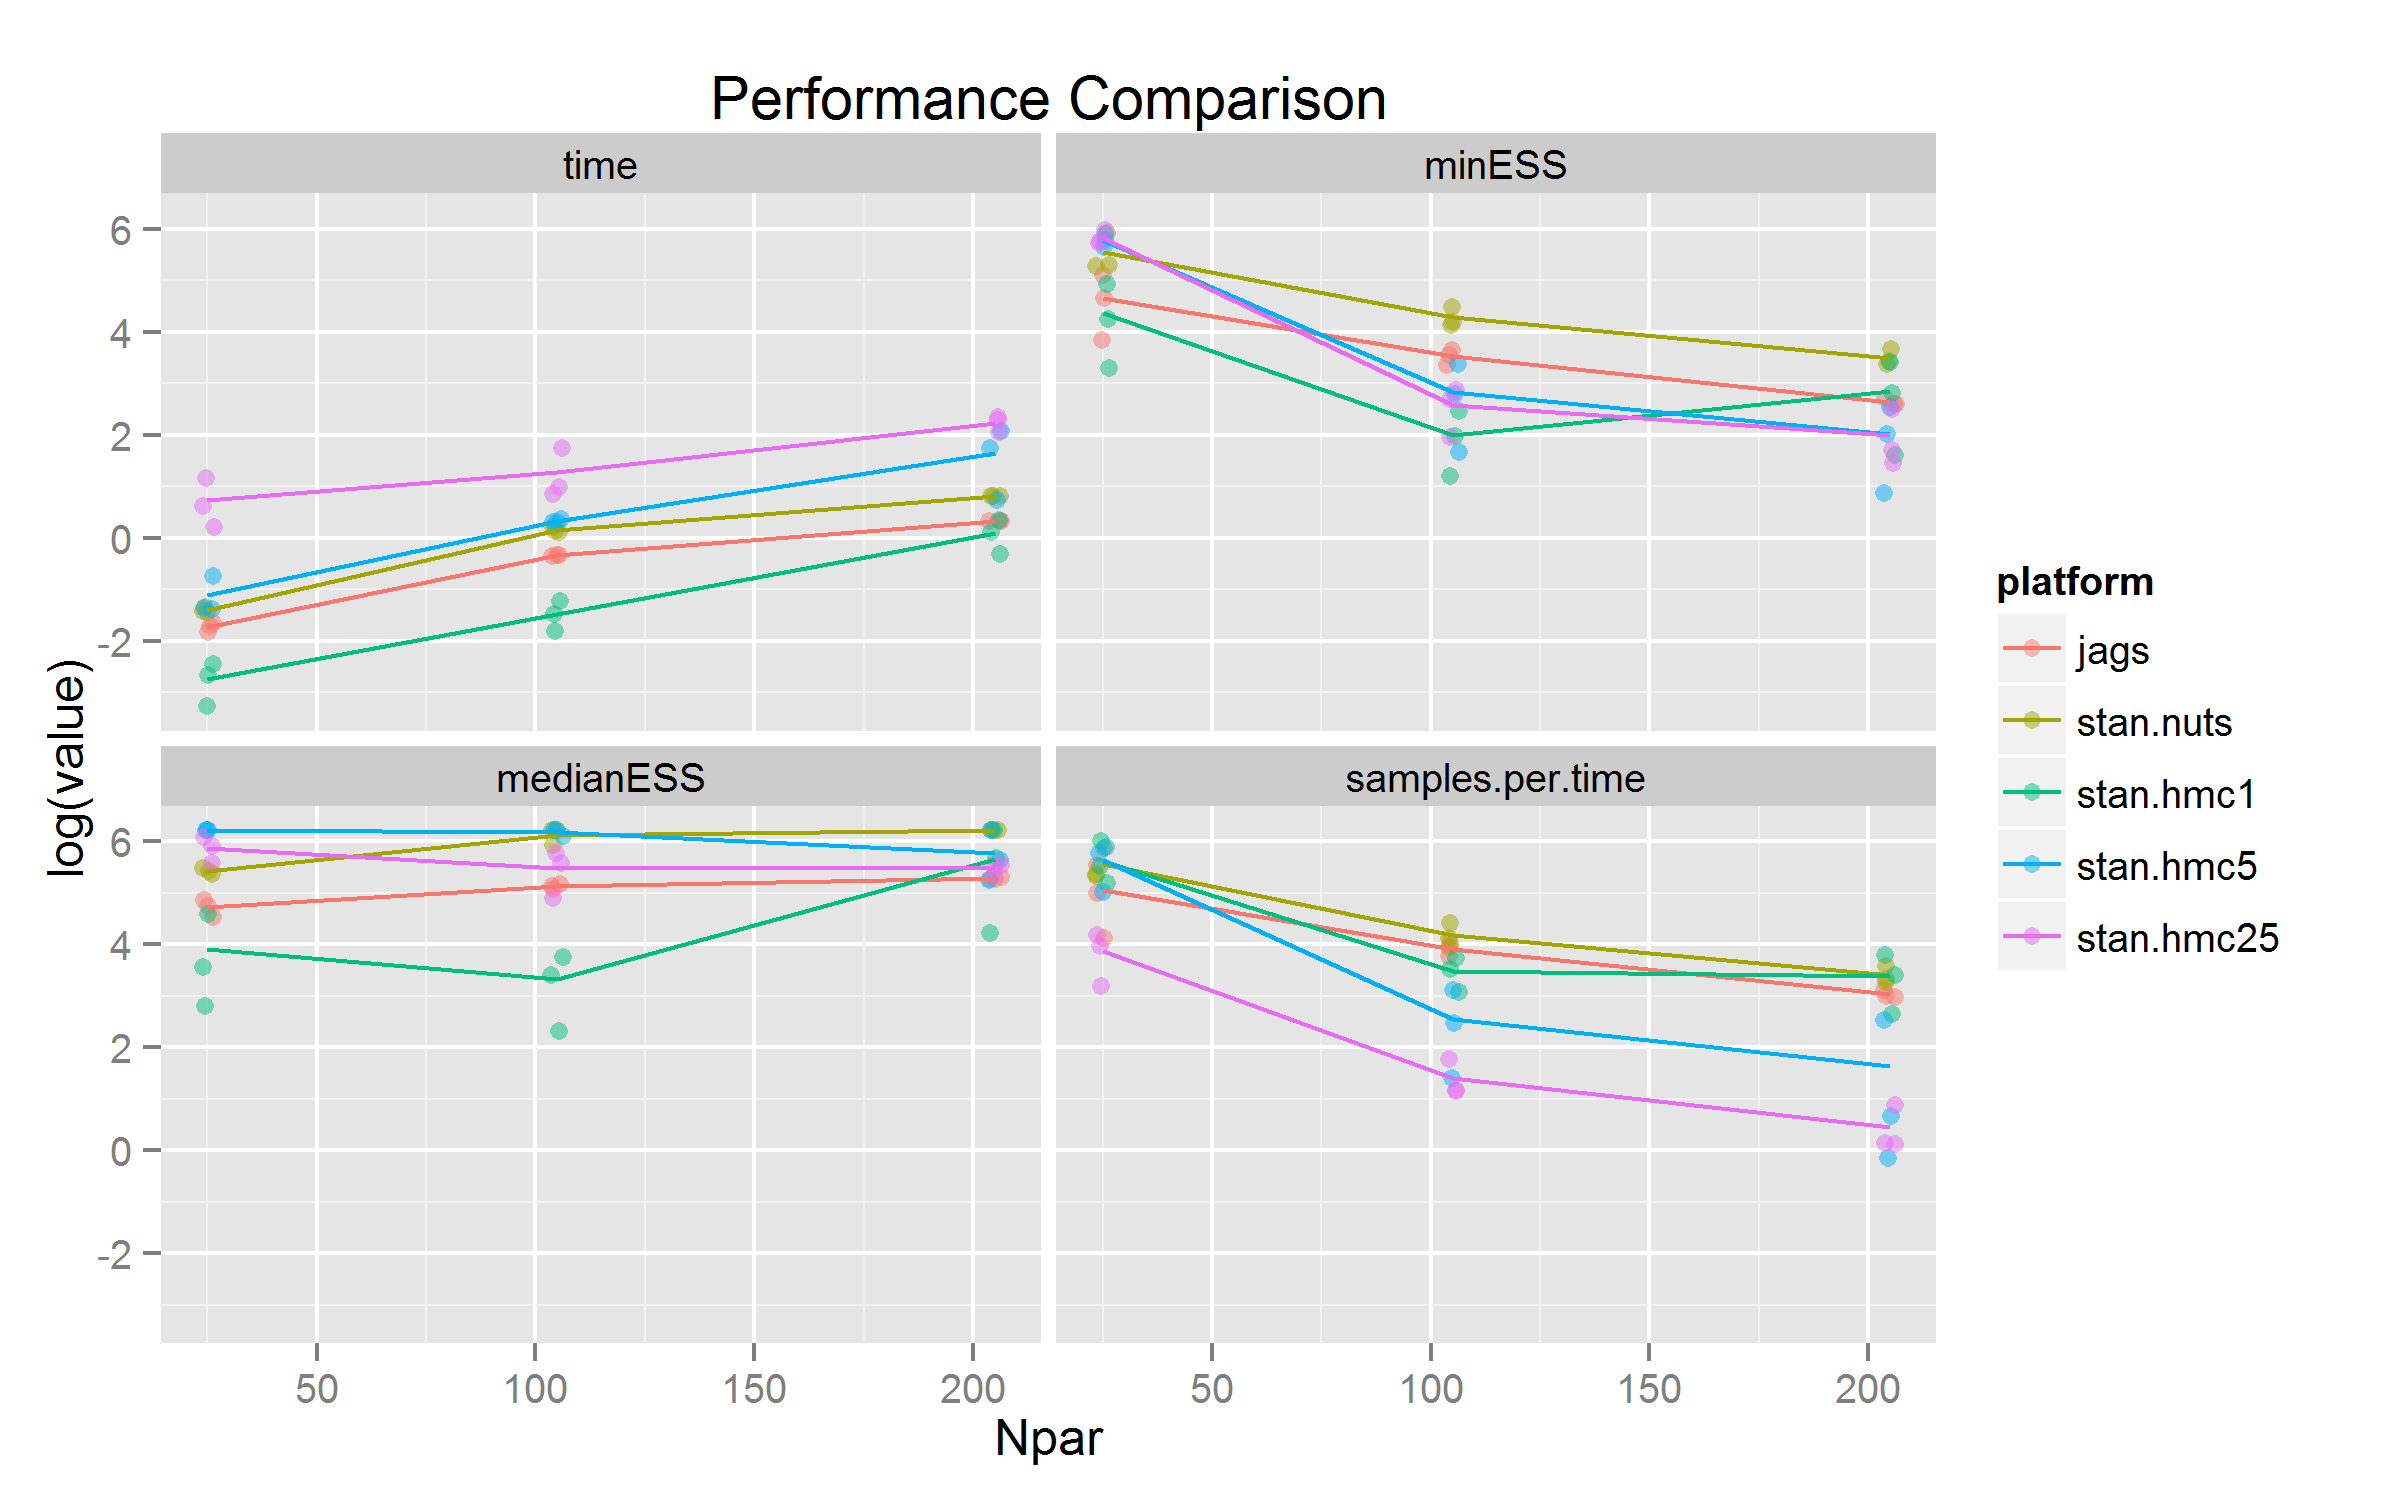 Performance Comparison
time
minESS
6
4
2
0
-2
medianESS
samples.per.time
6
4
2
0
-2
50
100
150
200
50
100
150
200
Npar
log(value)
platform
jags
stan.nuts
stan.hmc1
stan.hmc5
stan.hmc25